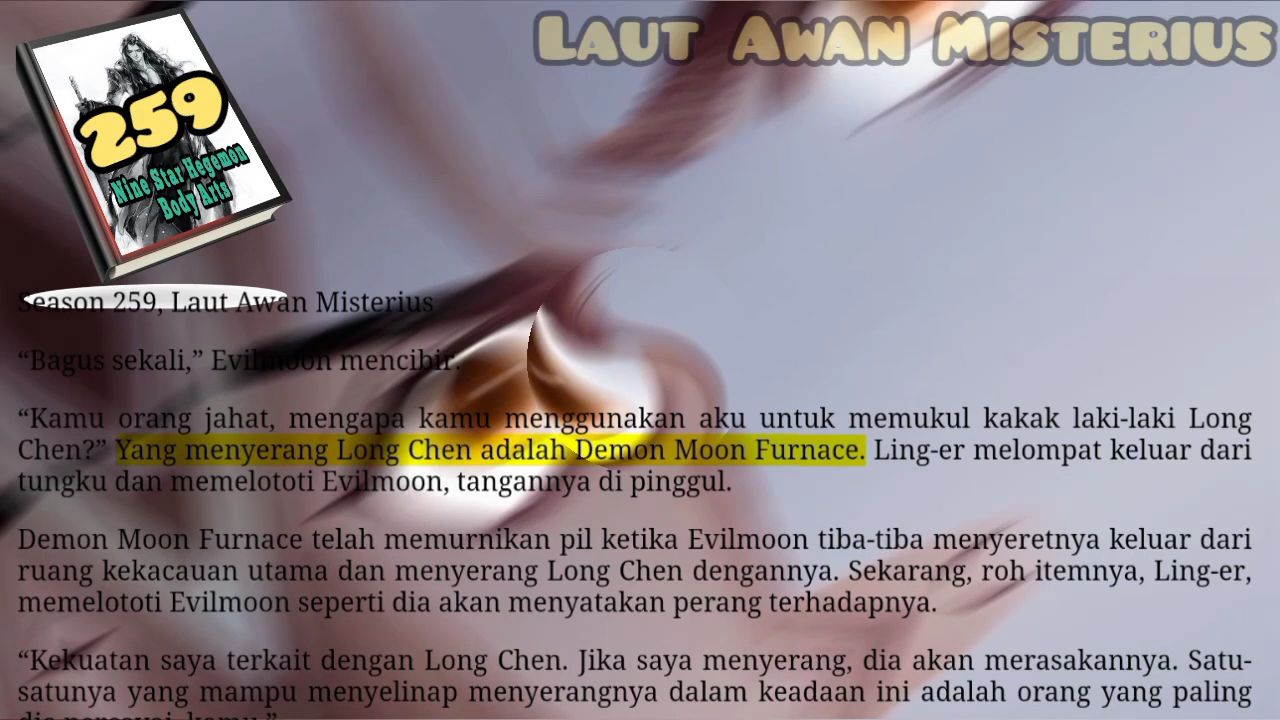 Laut Awan Misterius
259
Nine Star Hegemon
Body Arts
Season 259, Laut Awan Misterius
“Bagus sekali,” Evilmoon mencibir.
“Kamu orang jahat, mengapa kamu menggunakan aku untuk memukul kakak laki-laki Long
Chen?” Yang menyerang Long Chen adalah Demon Moon Furnace. Ling-er melompat keluar dari
tungku dan memelototi Evilmoon, tangannya di pinggul.
Demon Moon Furnace telah memurnikan pil ketika Evilmoon tiba-tiba menyeretnya keluar dari
ruang kekacauan utama dan menyerang Long Chen dengannya. Sekarang, roh itemnya, Ling-er,
memelototi Evilmoon seperti dia akan menyatakan perang terhadapnya.
“Kekuatan saya terkait dengan Long Chen. Jika saya menyerang, dia akan merasakannya. Satu-
satunya yang mampu menyelinap menyerangnya dalam keadaan ini adalah orang yang paling
dia percayai, kamu.”